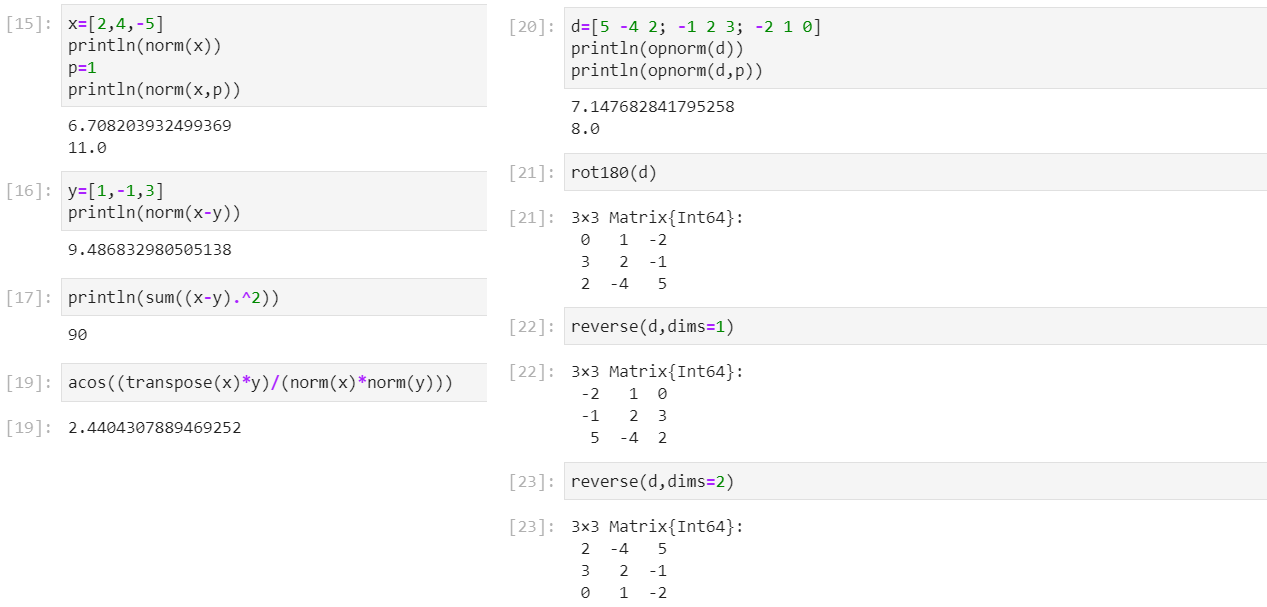 [15]: x=[2,4,-5]
println(norm(x))
p=1
println(norm(x,p))
6.708203932499369
11.0
[16]: y=[1,-1,3]
println(norm(x-y))
9.486832980505138
[17]: println(sum((x-y).^2))
90
[19]: acos((transpose(x)*y)/(norm(x)*norm(y)))
[19]: 2.4404307889469252
[20]: d=[5 -4 2; -1 2 3; -2 1 0]
println(opnorm(d))
println(opnorm(d,p))
7.147682841795258
8.0
[21]: rot180(d)
[21]: 3×3 Matrix{Int64}:
0 1 -2
3 2 -1
2 -4 5
[22]: reverse(d,dims=1)
[22]: 3×3 Matrix{Int64}:
-2 1 0
-1 2 3
5 -4 2
[23]: reverse(d,dims=2)
[23]: 3×3 Matrix{Int64}:
2 -4 5
3 2 -1
0 1 -2